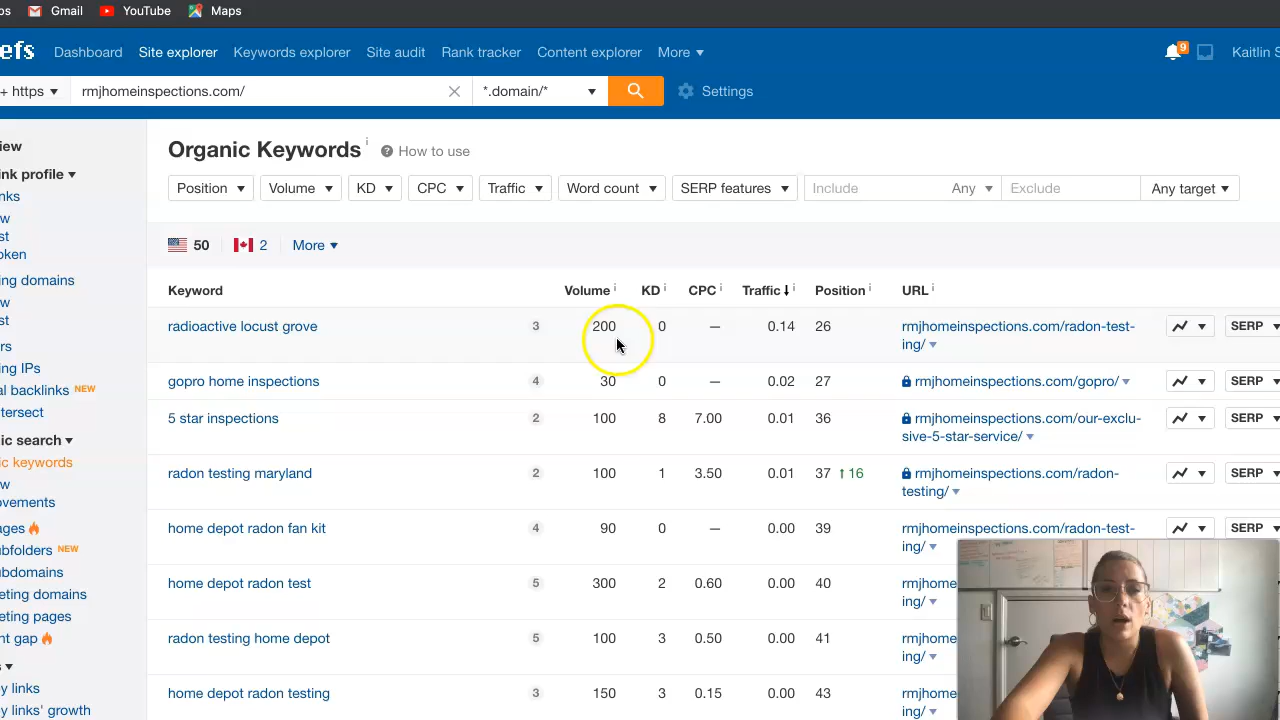 ps Gmail YouTube Maps
efs Dashboard Site explorer Keywords explorer Site audit Rank tracker Content explorer More 9 Kaitlin S
+ https rmjhomeinspections.com/ *.domain/* Settings
iew
ink profile
nks
w
st
oken
ing domains
w
st
rs
ing IPs
al backlinks NEW
tersect
ic search
ic keywords
w
ovements
ages
ubfolders NEW
ubdomains
eting domains
eting pages
nt gap
s
y links
y links' growth
Organic Keywords i ? How to use
Position Volume KD CPC Traffic Word count SERP features Include Any Exclude Any target
50 2 More
Keyword Volume i KD i CPC i Traffic i Position i URL i
radioactive locust grove 3 200 0 — 0.14 26 rmjhomeinspections.com/radon-test- SERP
ing/
gopro home inspections 4 30 0 — 0.02 27 rmjhomeinspections.com/gopro/ SERP
5 star inspections 2 100 8 7.00 0.01 36 rmjhomeinspections.com/our-exclu- SERP
sive-5-star-service/
radon testing maryland 2 100 1 3.50 0.01 37 ↑16 rmjhomeinspections.com/radon- SERP
testing/
home depot radon fan kit 4 90 0 — 0.00 39 rmjhomeinspections.com/radon-test- SERP
ing/
home depot radon test 5 300 2 0.60 0.00 40 rmjhome
ing/
radon testing home depot 5 100 3 0.50 0.00 41 rmjhome
ing/
home depot radon testing 3 150 3 0.15 0.00 43 rmjhome
ing/